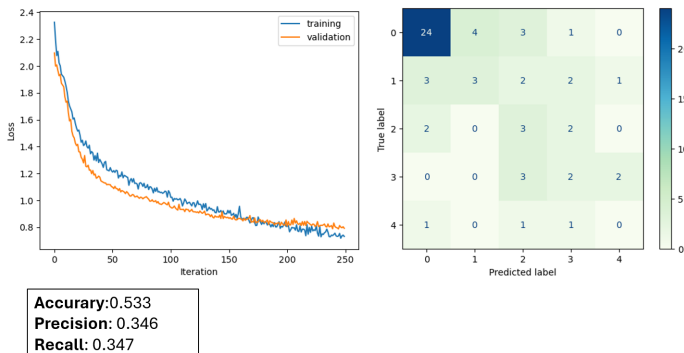 2.4
2.2
2.0
1.8
1.6
1.4
1.2
1.0
0.8
Loss
0 50 100 150 200 250
Iteration
training
validation
True label
0 24 4 3 1 0
1 3 3 2 2 1
2 2 0 3 2 0
3 0 0 3 2 2
4 1 0 1 1 0
0 1 2 3 4
Predicted label
5
0
Accurary:0.533
Precision: 0.346
Recall: 0.347